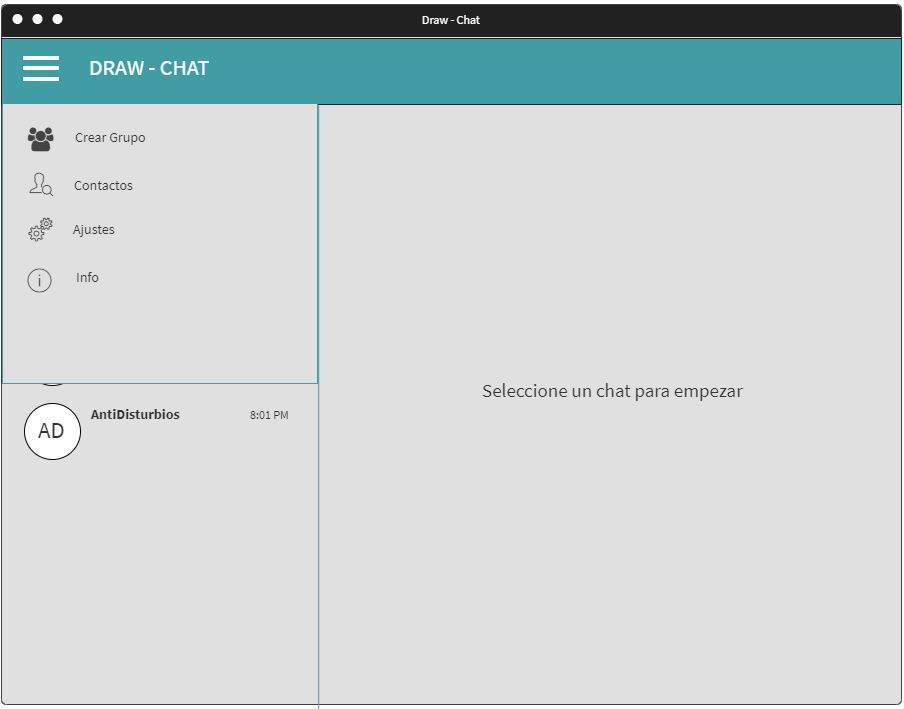 Draw - Chat
DRAW - CHAT
Crear Grupo
Contactos
Ajustes
Info
Seleccione un chat para empezar
AntiDisturbios 8:01 PM
AD